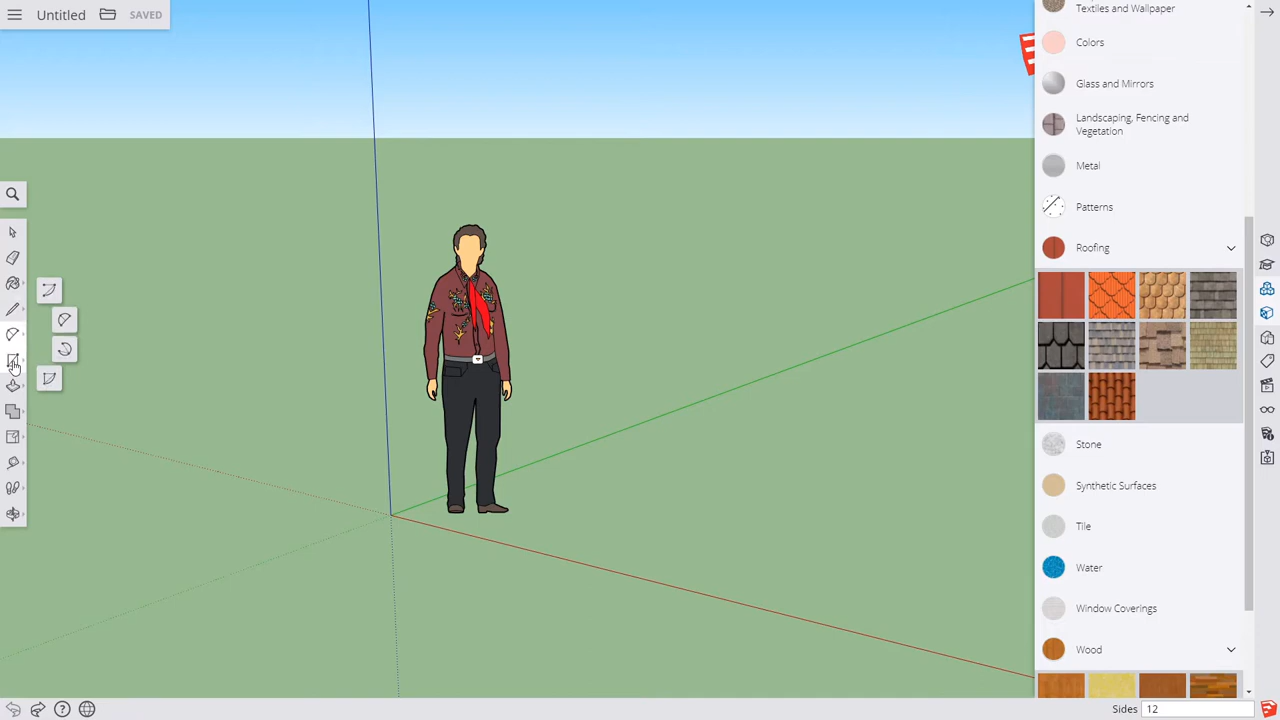 Untitled SAVED
Textiles and Wallpaper
Colors
Glass and Mirrors
Landscaping, Fencing and
Vegetation
Metal
Patterns
Roofing
Stone
Synthetic Surfaces
Tile
Water
Window Coverings
Wood
Sides 12